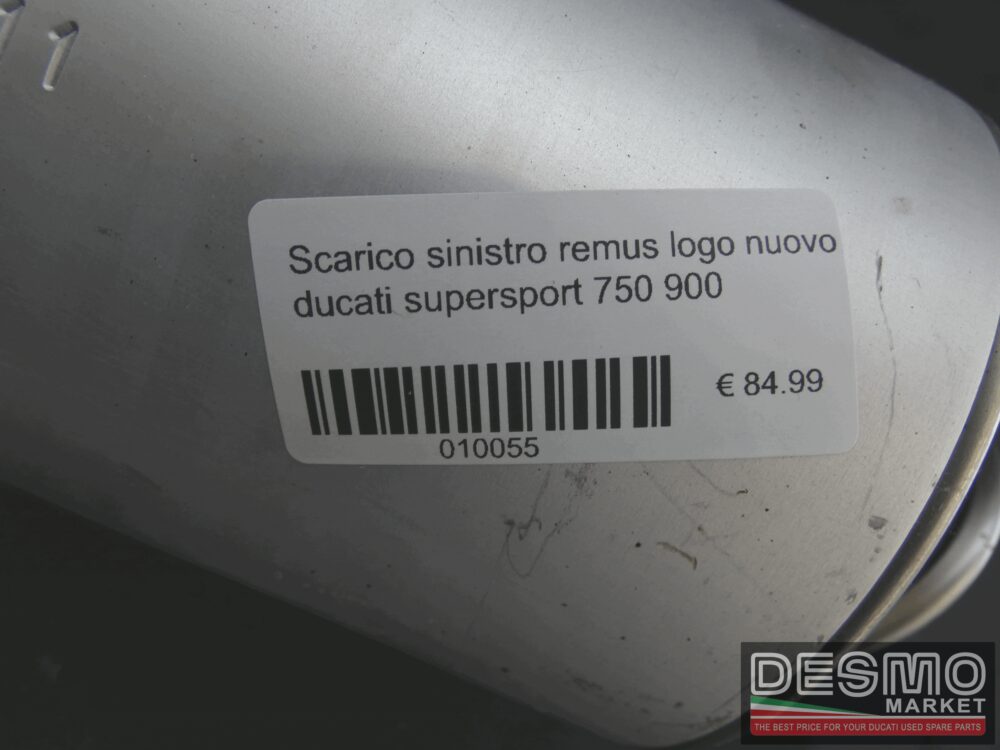 Scarico sinistro remus logo nuovo
ducati supersport 750 900
€ 84.99
010055
DESMO
MARKET
THE BEST PRICE FOR YOUR DUCATI USED SPARE PARTS